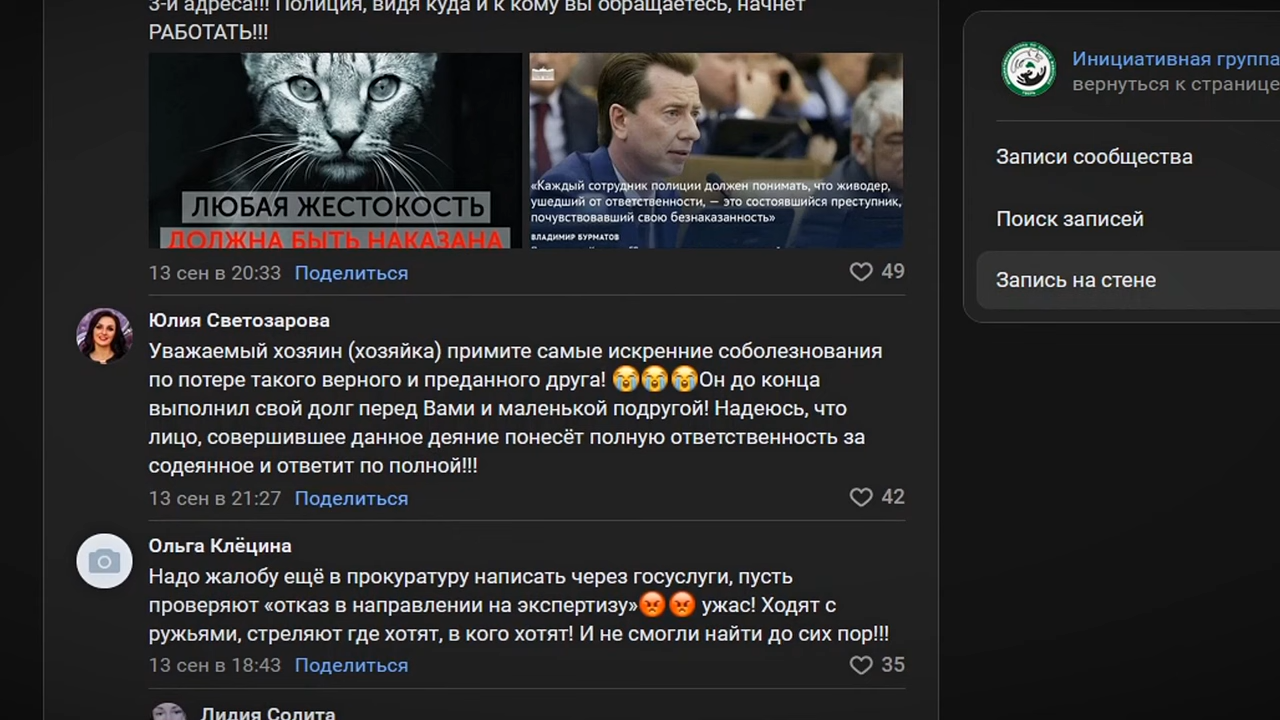 3-и адреса!!! Полиция, видя куда и к кому вы обращаетесь, начнет
РАБОТАТЬ!!!
ЛЮБАЯ ЖЕСТОКОСТЬ
ДОЛЖНА БЫТЬ НАКАЗАНА
«Каждый сотрудник полиции должен понимать, что живодер,
ушедший от ответственности, — это состоявшийся преступник,
почувствовавший свою безнаказанность»
ВЛАДИМИР БУРМАТОВ
13 сен в 20:33 Поделиться
49
Юлия Светозарова
Уважаемый хозяин (хозяйка) примите самые искренние соболезнования
по потере такого верного и преданного друга! 😭😭😭Он до конца
выполнил свой долг перед Вами и маленькой подругой! Надеюсь, что
лицо, совершившее данное деяние понесёт полную ответственность за
содеянное и ответит по полной!!!
13 сен в 21:27 Поделиться
42
Ольга Клёцина
Надо жалобу ещё в прокуратуру написать через госуслуги, пусть
проверяют «отказ в направлении на экспертизу»😡😡 ужас! Ходят с
ружьями, стреляют где хотят, в кого хотят! И не смогли найти до сих пор!!!
13 сен в 18:43 Поделиться
35
Лидия Солита
Инициативная группа
вернуться к странице
Записи сообщества
Поиск записей
Запись на стене